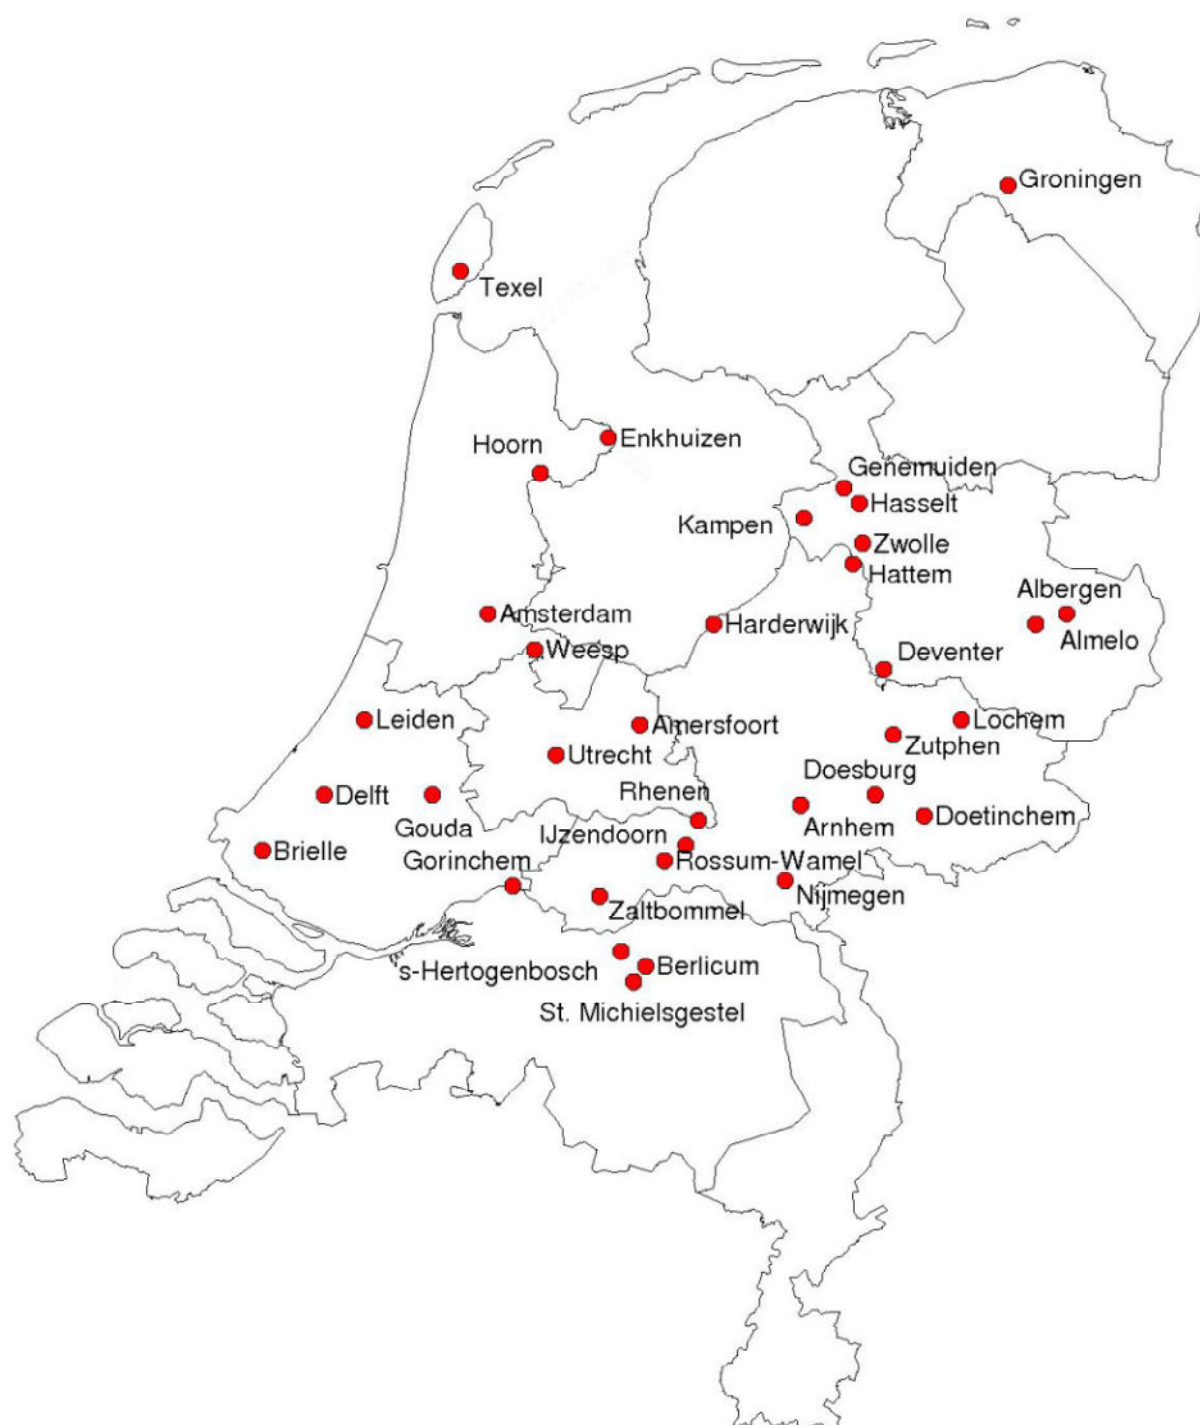 Groningen
Texel
Enkhuizen
Hoorn
Genemuiden
Hasselt
Kampen
Zwolle
Hattem
Albergen
Amsterdam
Harderwijk
Almelo
Weesp
Deventer
Leiden
Amersfoort
Lochem
Zutphen
Utrecht
Doesburg
Rhenen
Delft
Gouda
Arnhem
Doetinchem
IJzendoorn
Brielle
Gorinchem
Rossum-Wamel
Nijmegen
Zaltbommel
s-Hertogenbosch
Berlicum
St. Michielsgestel